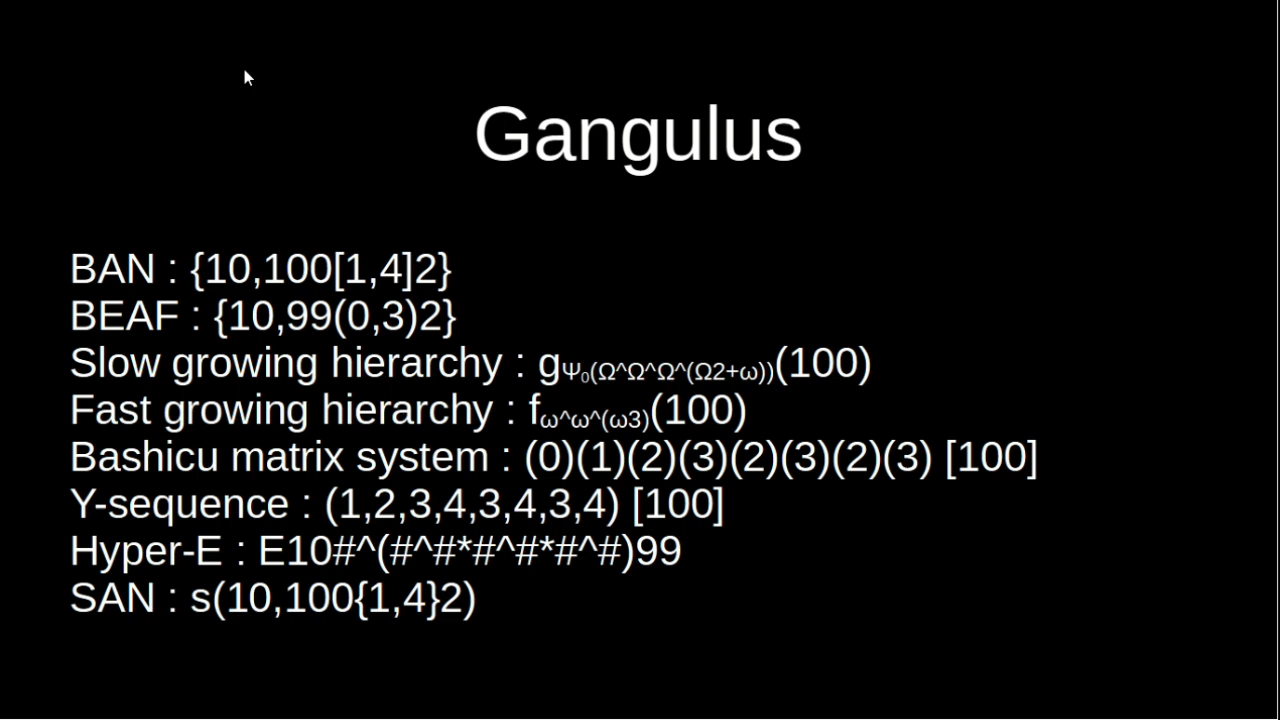 Gangulus
BAN : {10,100[1,4]2}
BEAF : {10,99(0,3)2}
Slow growing hierarchy : gΨ₀(Ω^Ω^Ω^(Ω2+ω))(100)
Fast growing hierarchy : fω^ω^(ω3)(100)
Bashicu matrix system : (0)(1)(2)(3)(2)(3)(2)(3) [100]
Y-sequence : (1,2,3,4,3,4,3,4) [100]
Hyper-E : E10#^(#^#*#^#*#^#)99
SAN : s(10,100{1,4}2)